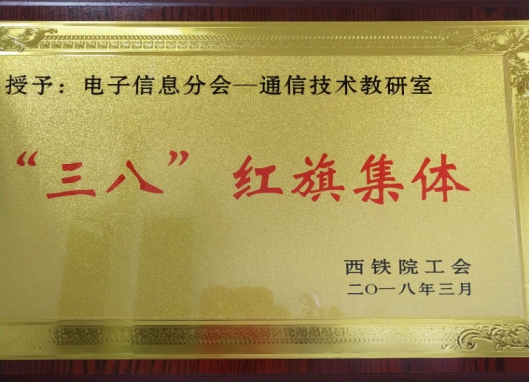 授予：电子信息分会—通信技术教研室
“三八”红旗集体
西铁院工会
二〇一八年三月